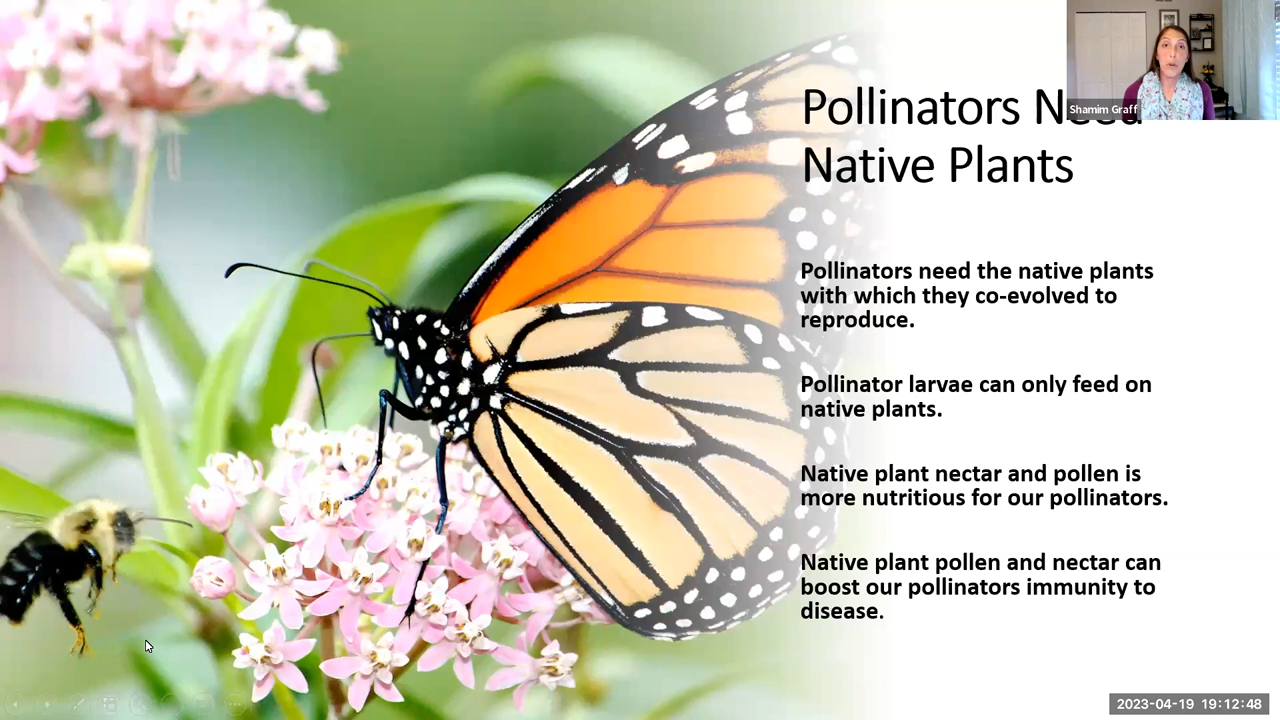 Pollinators Need
Native Plants
Shamim Graff
Pollinators need the native plants
with which they co-evolved to
reproduce.
Pollinator larvae can only feed on
native plants.
Native plant nectar and pollen is
more nutritious for our pollinators.
Native plant pollen and nectar can
boost our pollinators immunity to
disease.
2023-04-19 19:12:48